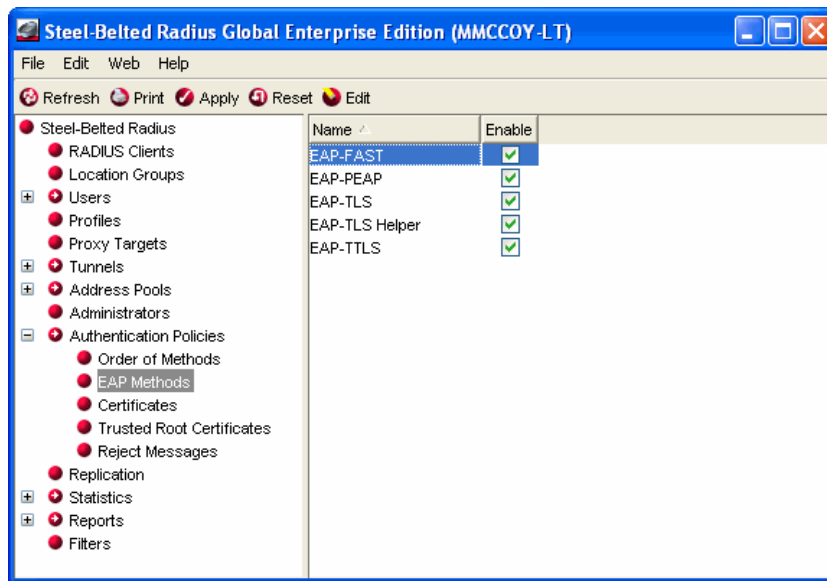 Steel-Belted Radius Global Enterprise Edition (MMCCOY-LT)
File Edit Web Help
Refresh Print Apply Reset Edit
Steel-Belted Radius
RADIUS Clients
Location Groups
Users
Profiles
Proxy Targets
Tunnels
Address Pools
Administrators
Authentication Policies
Order of Methods
EAP Methods
Certificates
Trusted Root Certificates
Reject Messages
Replication
Statistics
Reports
Filters
Name Enable
EAP-FAST
EAP-PEAP
EAP-TLS
EAP-TLS Helper
EAP-TTLS